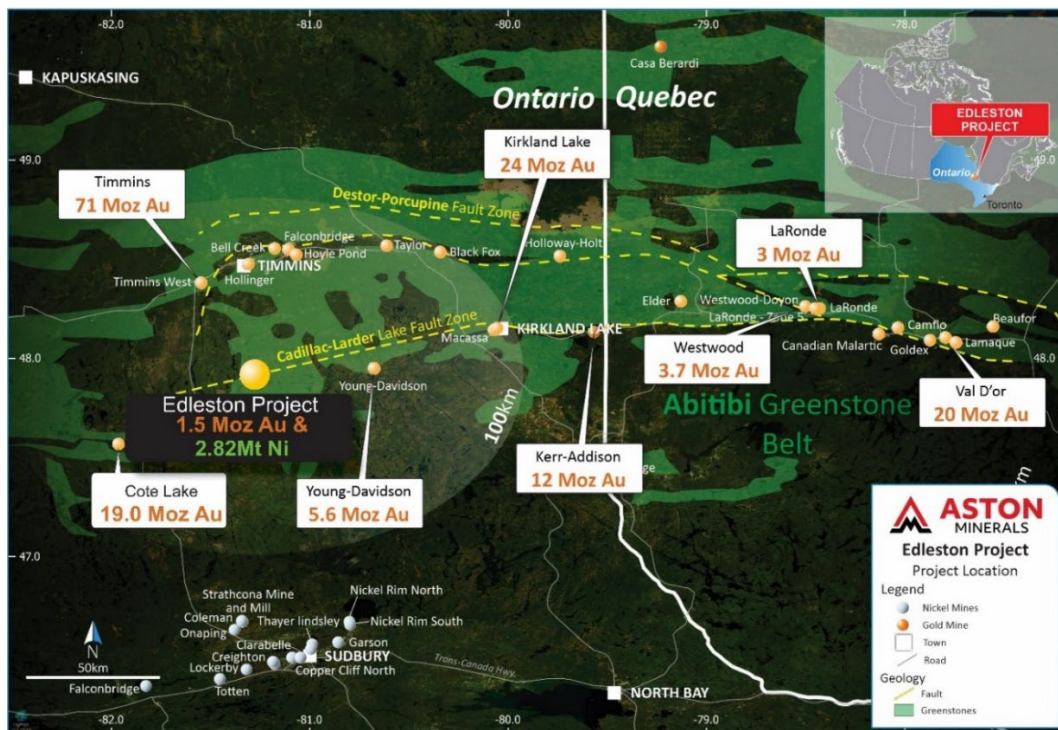 -82.0
-81.0
-80.0
-79.0
-78.0
KAPUSKASING
Casa Berardi
Ontario
Quebec
EDLESTON
PROJECT
Ontario
Toronto
49.0
49.0
Kirkland Lake
24 Moz Au
Timmins
71 Moz Au
Destor-Porcupine Fault Zone
LaRonde
3 Moz Au
Bell Creek
Falconbridge
Hoyle Pond
Taylor
Black Fox
Holloway-Holt
TIMMINS
Hollinger
Timmins West
Elder
Westwood-Doyon
LaRonde
LaRonde - Zone 5
Beaufor
Cadillac-Larder Lake Fault Zone
Macassa
KIRKLAND LAKE
Canadian Malartic
Camflo
Goldex
Lamaque
48.0
48.0
Westwood
3.7 Moz Au
Young-Davidson
100km
Val D'or
20 Moz Au
Edleston Project
1.5 Moz Au &
2.82Mt Ni
Abitibi Greenstone
Belt
Kerr-Addison
12 Moz Au
Cote Lake
19.0 Moz Au
Young-Davidson
5.6 Moz Au
47.0
ASTON
MINERALS
Edleston Project
Project Location
Legend
Nickel Mines
Gold Mine
Town
Road
Geology
Fault
Greenstones
Strathcona Mine
and Mill
Nickel Rim North
Coleman
Thayer lindsley
Nickel Rim South
Onaping
Clarabelle
Garson
Creighton
SUDBURY
Lockerby
Copper Cliff North
Totten
Falconbridge
N
50km
Trans-Canada Hwy.
NORTH BAY
-82.0
-81.0
-80.0
-79.0